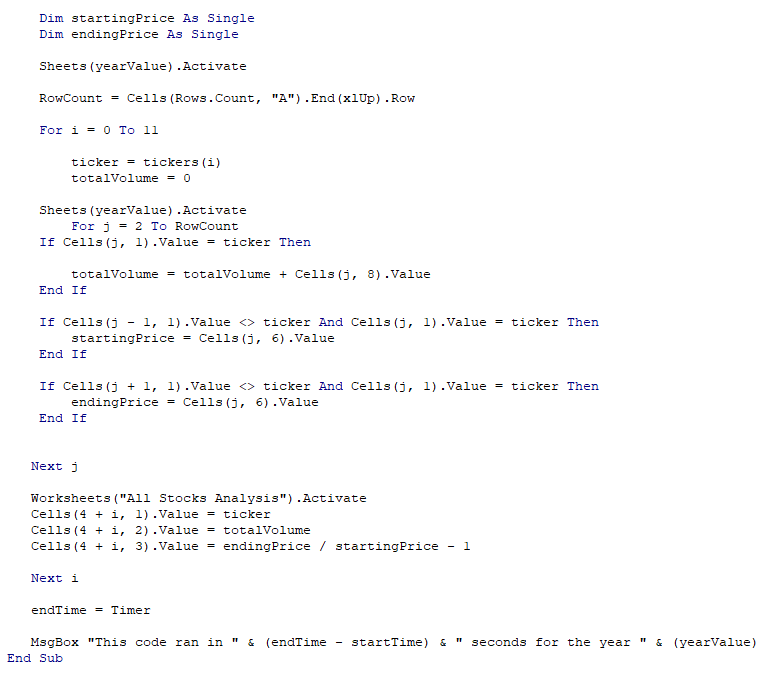 Dim startingPrice As Single
Dim endingPrice As Single
Sheets(yearValue).Activate
RowCount = Cells(Rows.Count, "A").End(xlUp).Row
For i = 0 To 11
ticker = tickers(i)
totalVolume = 0
Sheets(yearValue).Activate
For j = 2 To RowCount
If Cells(j, 1).Value = ticker Then
totalVolume = totalVolume + Cells(j, 8).Value
End If
If Cells(j - 1, 1).Value <> ticker And Cells(j, 1).Value = ticker Then
startingPrice = Cells(j, 6).Value
End If
If Cells(j + 1, 1).Value <> ticker And Cells(j, 1).Value = ticker Then
endingPrice = Cells(j, 6).Value
End If
Next j
Worksheets("All Stocks Analysis").Activate
Cells(4 + i, 1).Value = ticker
Cells(4 + i, 2).Value = totalVolume
Cells(4 + i, 3).Value = endingPrice / startingPrice - 1
Next i
endTime = Timer
MsgBox "This code ran in " & (endTime - startTime) & " seconds for the year " & (yearValue)
End Sub